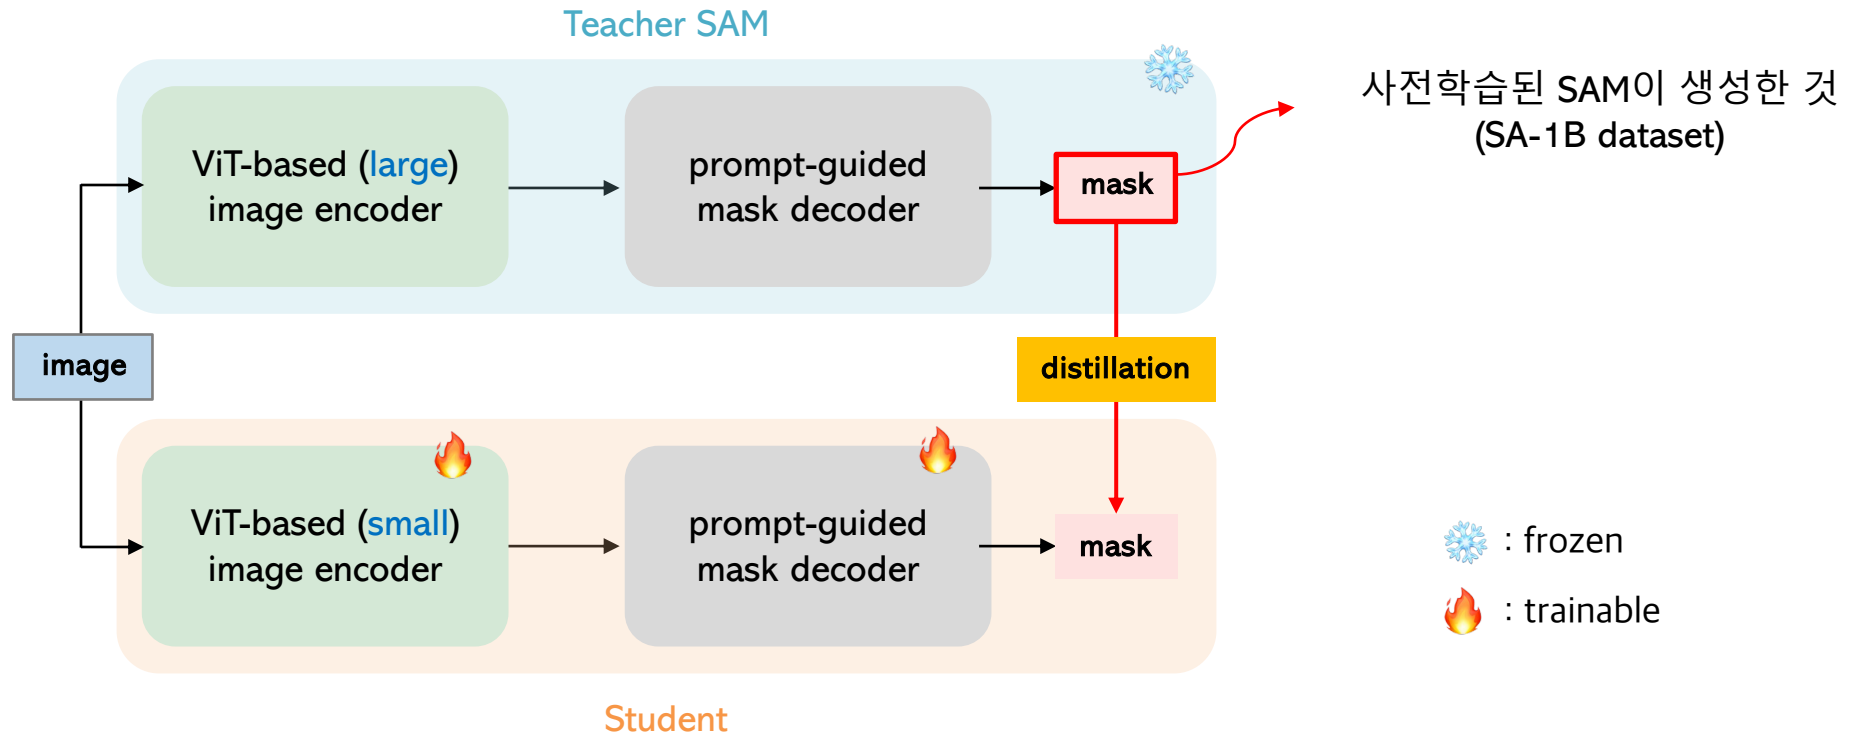 Teacher SAM
ViT-based (large)
image encoder
prompt-guided
mask decoder
mask
사전학습된 SAM이 생성한 것
(SA-1B dataset)
image
distillation
ViT-based (small)
image encoder
prompt-guided
mask decoder
mask
: frozen
: trainable
Student